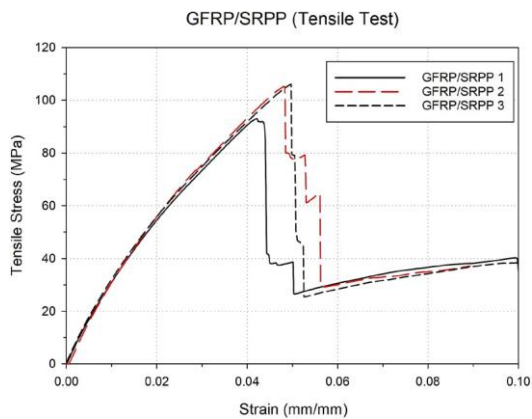 GFRP/SRPP (Tensile Test)
120
100
80
60
40
20
0
Tensile Stress (MPa)
GFRP/SRPP 1
GFRP/SRPP 2
GFRP/SRPP 3
0.00 0.02 0.04 0.06 0.08 0.10
Strain (mm/mm)